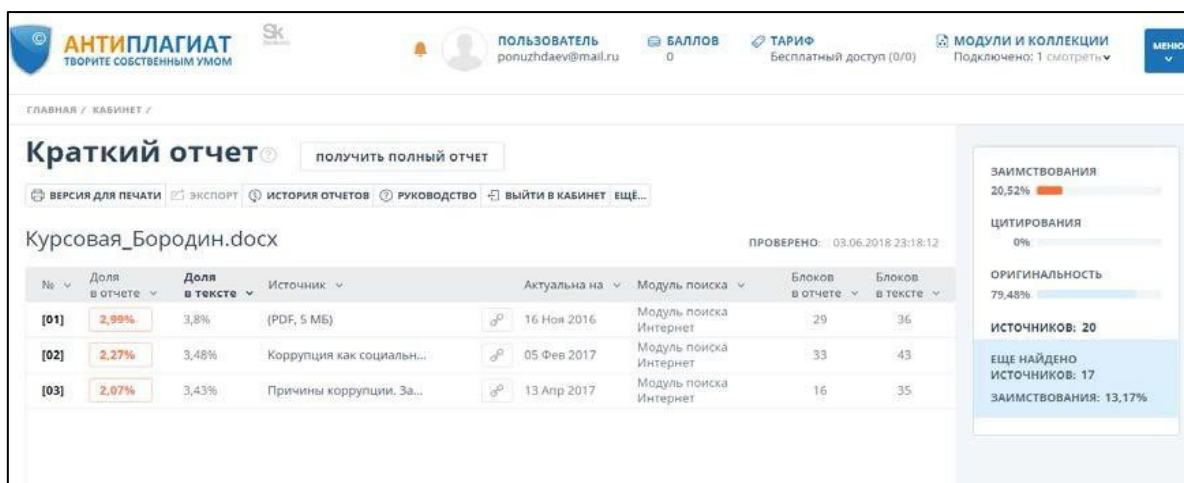 АНТИПЛАГИАТ
ТВОРИТЕ СОБСТВЕННЫМ УМОМ
Sk
ПОЛЬЗОВАТЕЛЬ
ponuzhdaev@mail.ru
БАЛЛОВ
0
ТАРИФ
Бесплатный доступ (0/0)
МОДУЛИ И КОЛЛЕКЦИИ
Подключено: 1 смотреть
МЕНЮ
ГЛАВНАЯ / КАБИНЕТ /
Краткий отчет
ПОЛУЧИТЬ ПОЛНЫЙ ОТЧЕТ
ВЕРСИЯ ДЛЯ ПЕЧАТИ ЭКСПОРТ ИСТОРИЯ ОТЧЕТОВ РУКОВОДСТВО ВЫЙТИ В КАБИНЕТ ЕЩЁ...
Курсовая_Бородин.docx
ПРОВЕРЕНО: 03.06.2018 23:18:12
№ Доля в отчете Доля в тексте Источник Актуальна на Модуль поиска Блоков в отчете Блоков в тексте
[01] 2,99% 3,8% (PDF, 5 МБ) 16 Ноя 2016 Модуль поиска Интернет 29 36
[02] 2,27% 3,48% Коррупция как социальн... 05 Фев 2017 Модуль поиска Интернет 33 43
[03] 2,07% 3,43% Причины коррупции. За... 13 Апр 2017 Модуль поиска Интернет 16 35
ЗАИМСТВОВАНИЯ
20,52%
ЦИТИРОВАНИЯ
0%
ОРИГИНАЛЬНОСТЬ
79,48%
ИСТОЧНИКОВ: 20
ЕЩЕ НАЙДЕНО
ИСТОЧНИКОВ: 17
ЗАИМСТВОВАНИЯ: 13,17%